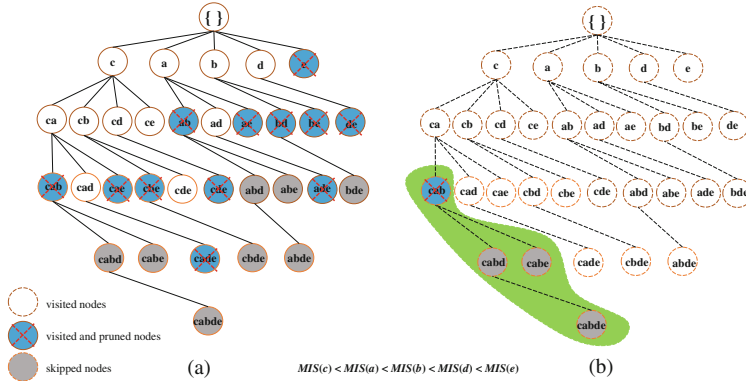 { }
c a b d e
ca cb cd ce ab ad ae bd be de
cab cad cae cbe cde cde abd abe ade bde
cabd cabe cade cbde abde
cabde
visited nodes
visited and pruned nodes
skipped nodes
(a)
{ }
c a b d e
ca cb cd ce ab ad ae bd be de
cab cad cae cbd cbe cde abd abe ade bde
cabd cabe cade cbde abde
cabde
MIS(c) < MIS(a) < MIS(b) < MIS(d) < MIS(e)
(b)